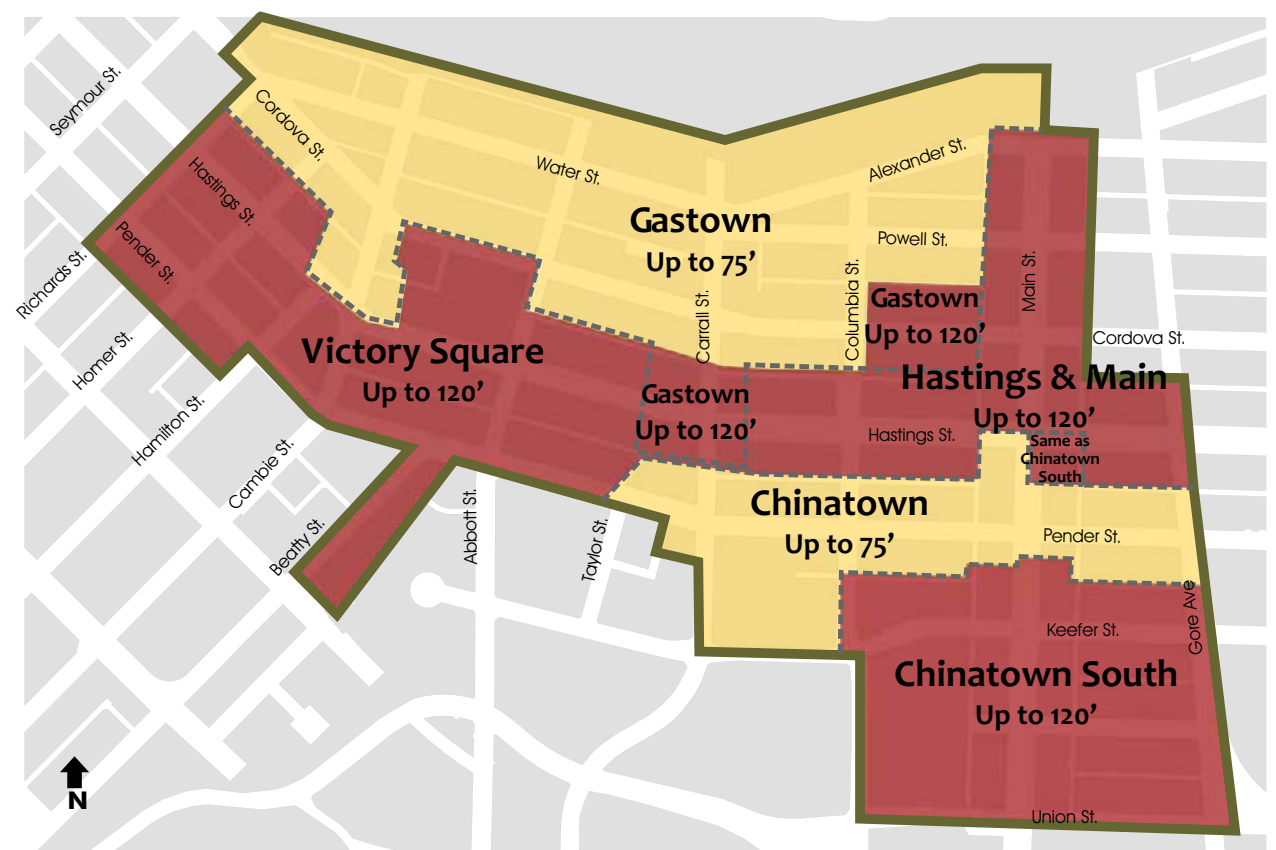 Seymour St.
Cordova St.
Water St.
Alexander St.
Hastings St.
Gastown
Up to 75’
Powell St.
Pender St.
Richards St.
Main St.
Columbia St.
Carrall St.
Gastown
Up to 120’
Cordova St.
Homer St.
Victory Square
Up to 120’
Hastings & Main
Up to 120’
Gastown
Up to 120’
Hamilton St.
Hastings St.
Same as
Chinatown
South
Cambie St.
Chinatown
Up to 75’
Beatty St.
Abbott St.
Taylor St.
Pender St.
Gore Ave
Keefer St.
Chinatown South
Up to 120’
N
Union St.